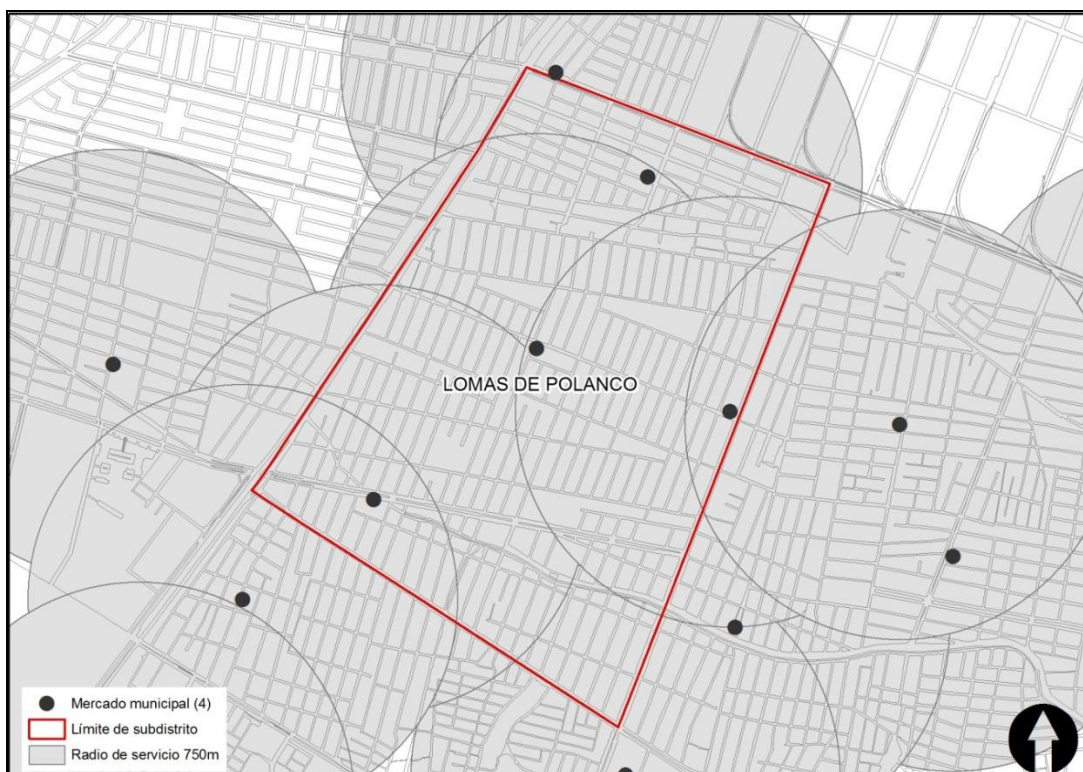 LOMAS DE POLANCO
Mercado municipal (4)
Límite de subdistrito
Radio de servicio 750m